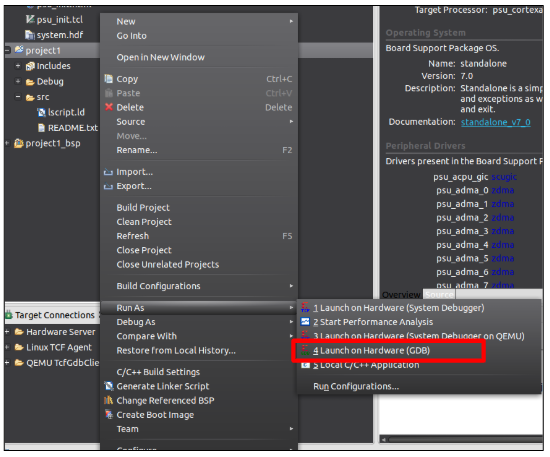 psu_init.html
psu_init.tcl
system.hdf
project1
Includes
Debug
src
lscript.ld
README.txt
project1_bsp
Target Connections
Hardware Server
Linux TCF Agent
QEMU TcfGdbClie
New
Go Into
Open in New Window
Copy Ctrl+C
Paste Ctrl+V
Delete Delete
Source
Move...
Rename... F2
Import...
Export...
Build Project
Clean Project
Refresh F5
Close Project
Close Unrelated Projects
Build Configurations
Run As
Debug As
Compare With
Restore from Local History...
C/C++ Build Settings
Generate Linker Script
Change Referenced BSP
Create Boot Image
Team
Configure
1 Launch on Hardware (System Debugger)
2 Start Performance Analysis
3 Launch on Hardware (System Debugger on QEMU)
4 Launch on Hardware (GDB)
5 Local C/C++ Application
Run Configurations...
Target Processor: psu_cortexa
Operating System
Board Support Package OS.
Name: standalone
Version: 7.0
Description: Standalone is a simp
and exceptions as w
and exit.
Documentation: standalone_v7_0
Peripheral Drivers
Drivers present in the Board Support P
psu_acpu_gic scugic
psu_adma_0 zdma
psu_adma_1 zdma
psu_adma_2 zdma
psu_adma_3 zdma
psu_adma_4 zdma
psu_adma_5 zdma
psu_adma_6 zdma
psu_adma_7 zdma
Overview Source